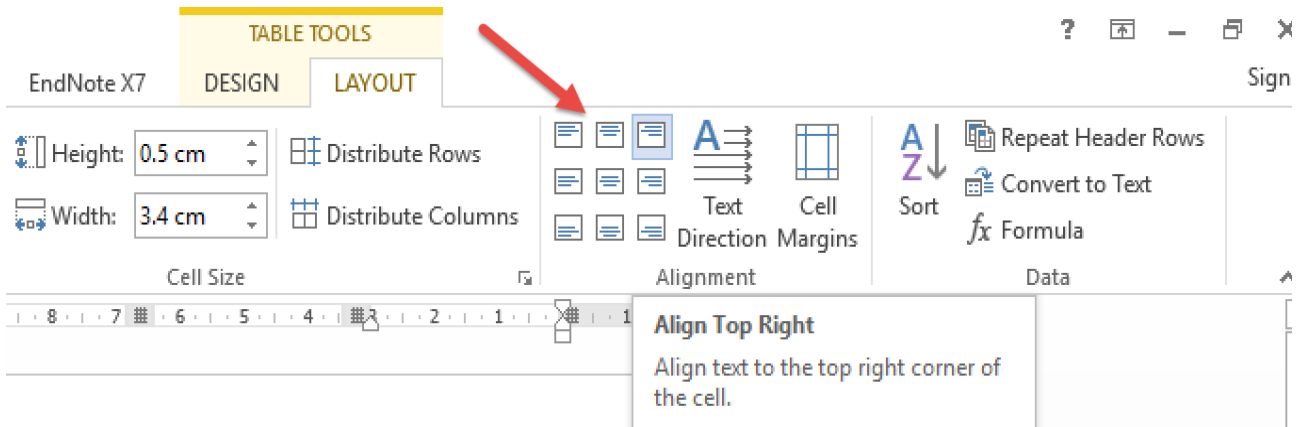 TABLE TOOLS
?
EndNote X7 DESIGN LAYOUT Sign
Height: 0.5 cm Distribute Rows
Width: 3.4 cm Distribute Columns
Cell Size
A
Text
Direction
Cell
Margins
Alignment
A
Z
Sort
Repeat Header Rows
Convert to Text
fx Formula
Data
8 7 6 5 4 3 2 1 1
Align Top Right
Align text to the top right corner of
the cell.